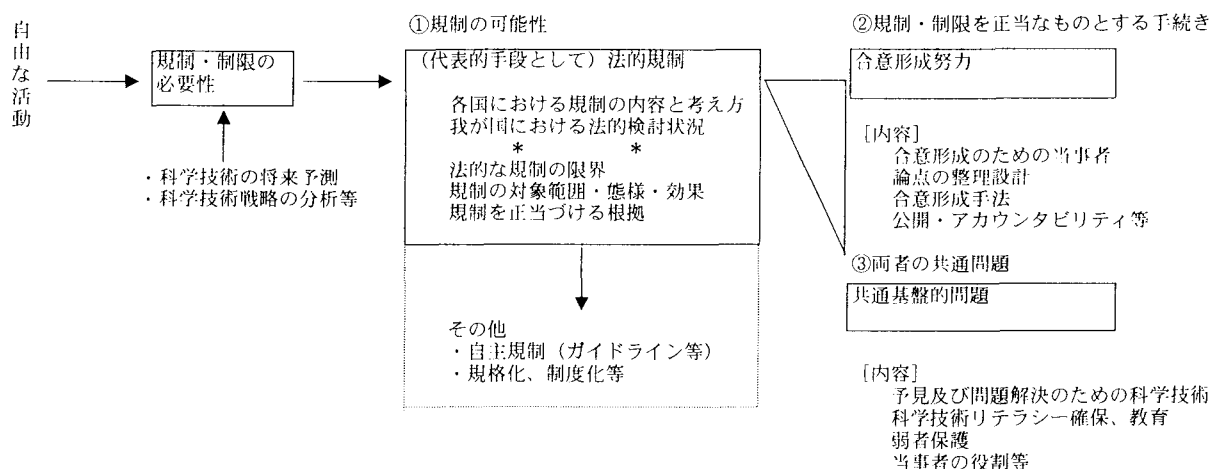 自由な活動
規制・制限の
必要性
・科学技術の将来予測
・科学技術戦略の分析等
①規制の可能性
(代表的手段として)法的規制
各国における規制の内容と考え方
我が国における法的検討状況
* *
法的な規制の限界
規制の対象範囲・態様・効果
規制を正当づける根拠
その他
・自主規制(ガイドライン等)
・規格化、制度化等
②規制・制限を正当なものとする手続き
合意形成努力
[内容]
合意形成のための当事者
論点の整理設計
合意形成手法
公開・アカウンタビリティ等
③両者の共通問題
共通基盤的問題
[内容]
予見及び問題解決のための科学技術
科学技術リテラシー確保、教育
弱者保護
当事者の役割等